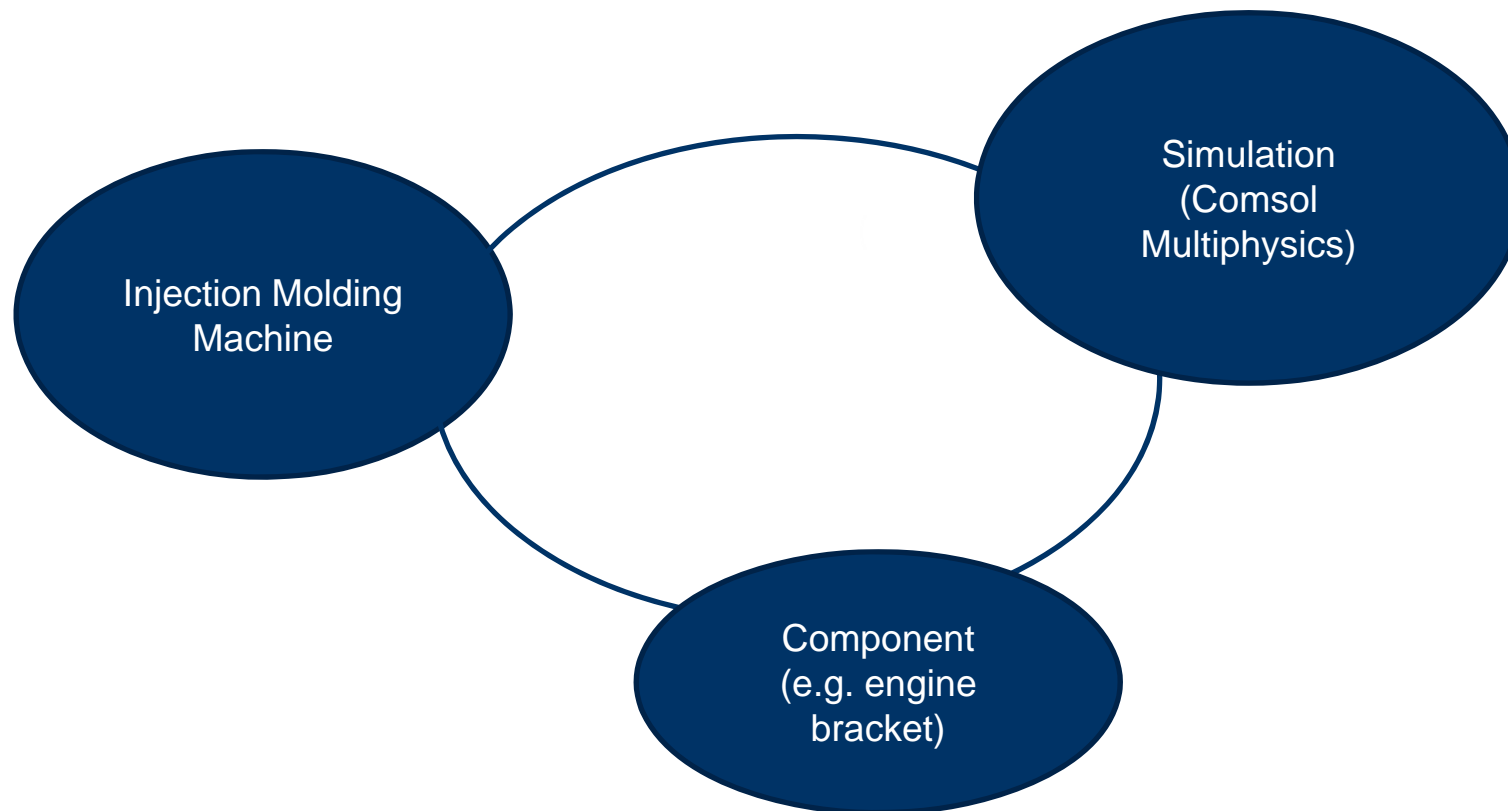 Injection Molding
Machine
Simulation
(Comsol
Multiphysics)
Component
(e.g. engine
bracket)